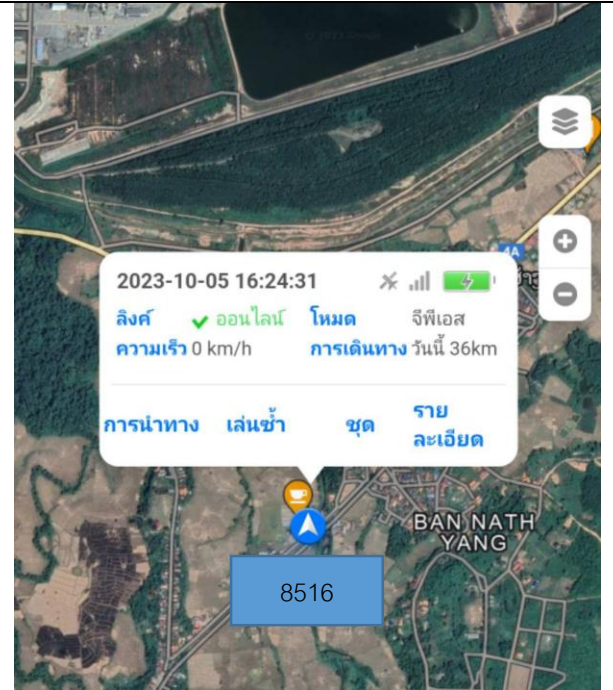 4A
2023-10-05 16:24:31
ลิงค์ ออนไลน์ โหมด จีพีเอส
ความเร็ว 0 km/h การเดินทาง วันนี้ 36km
การนำทาง เล่นซ้ำ ชุด ราย
ละเอียด
BAN NATH
YANG
8516